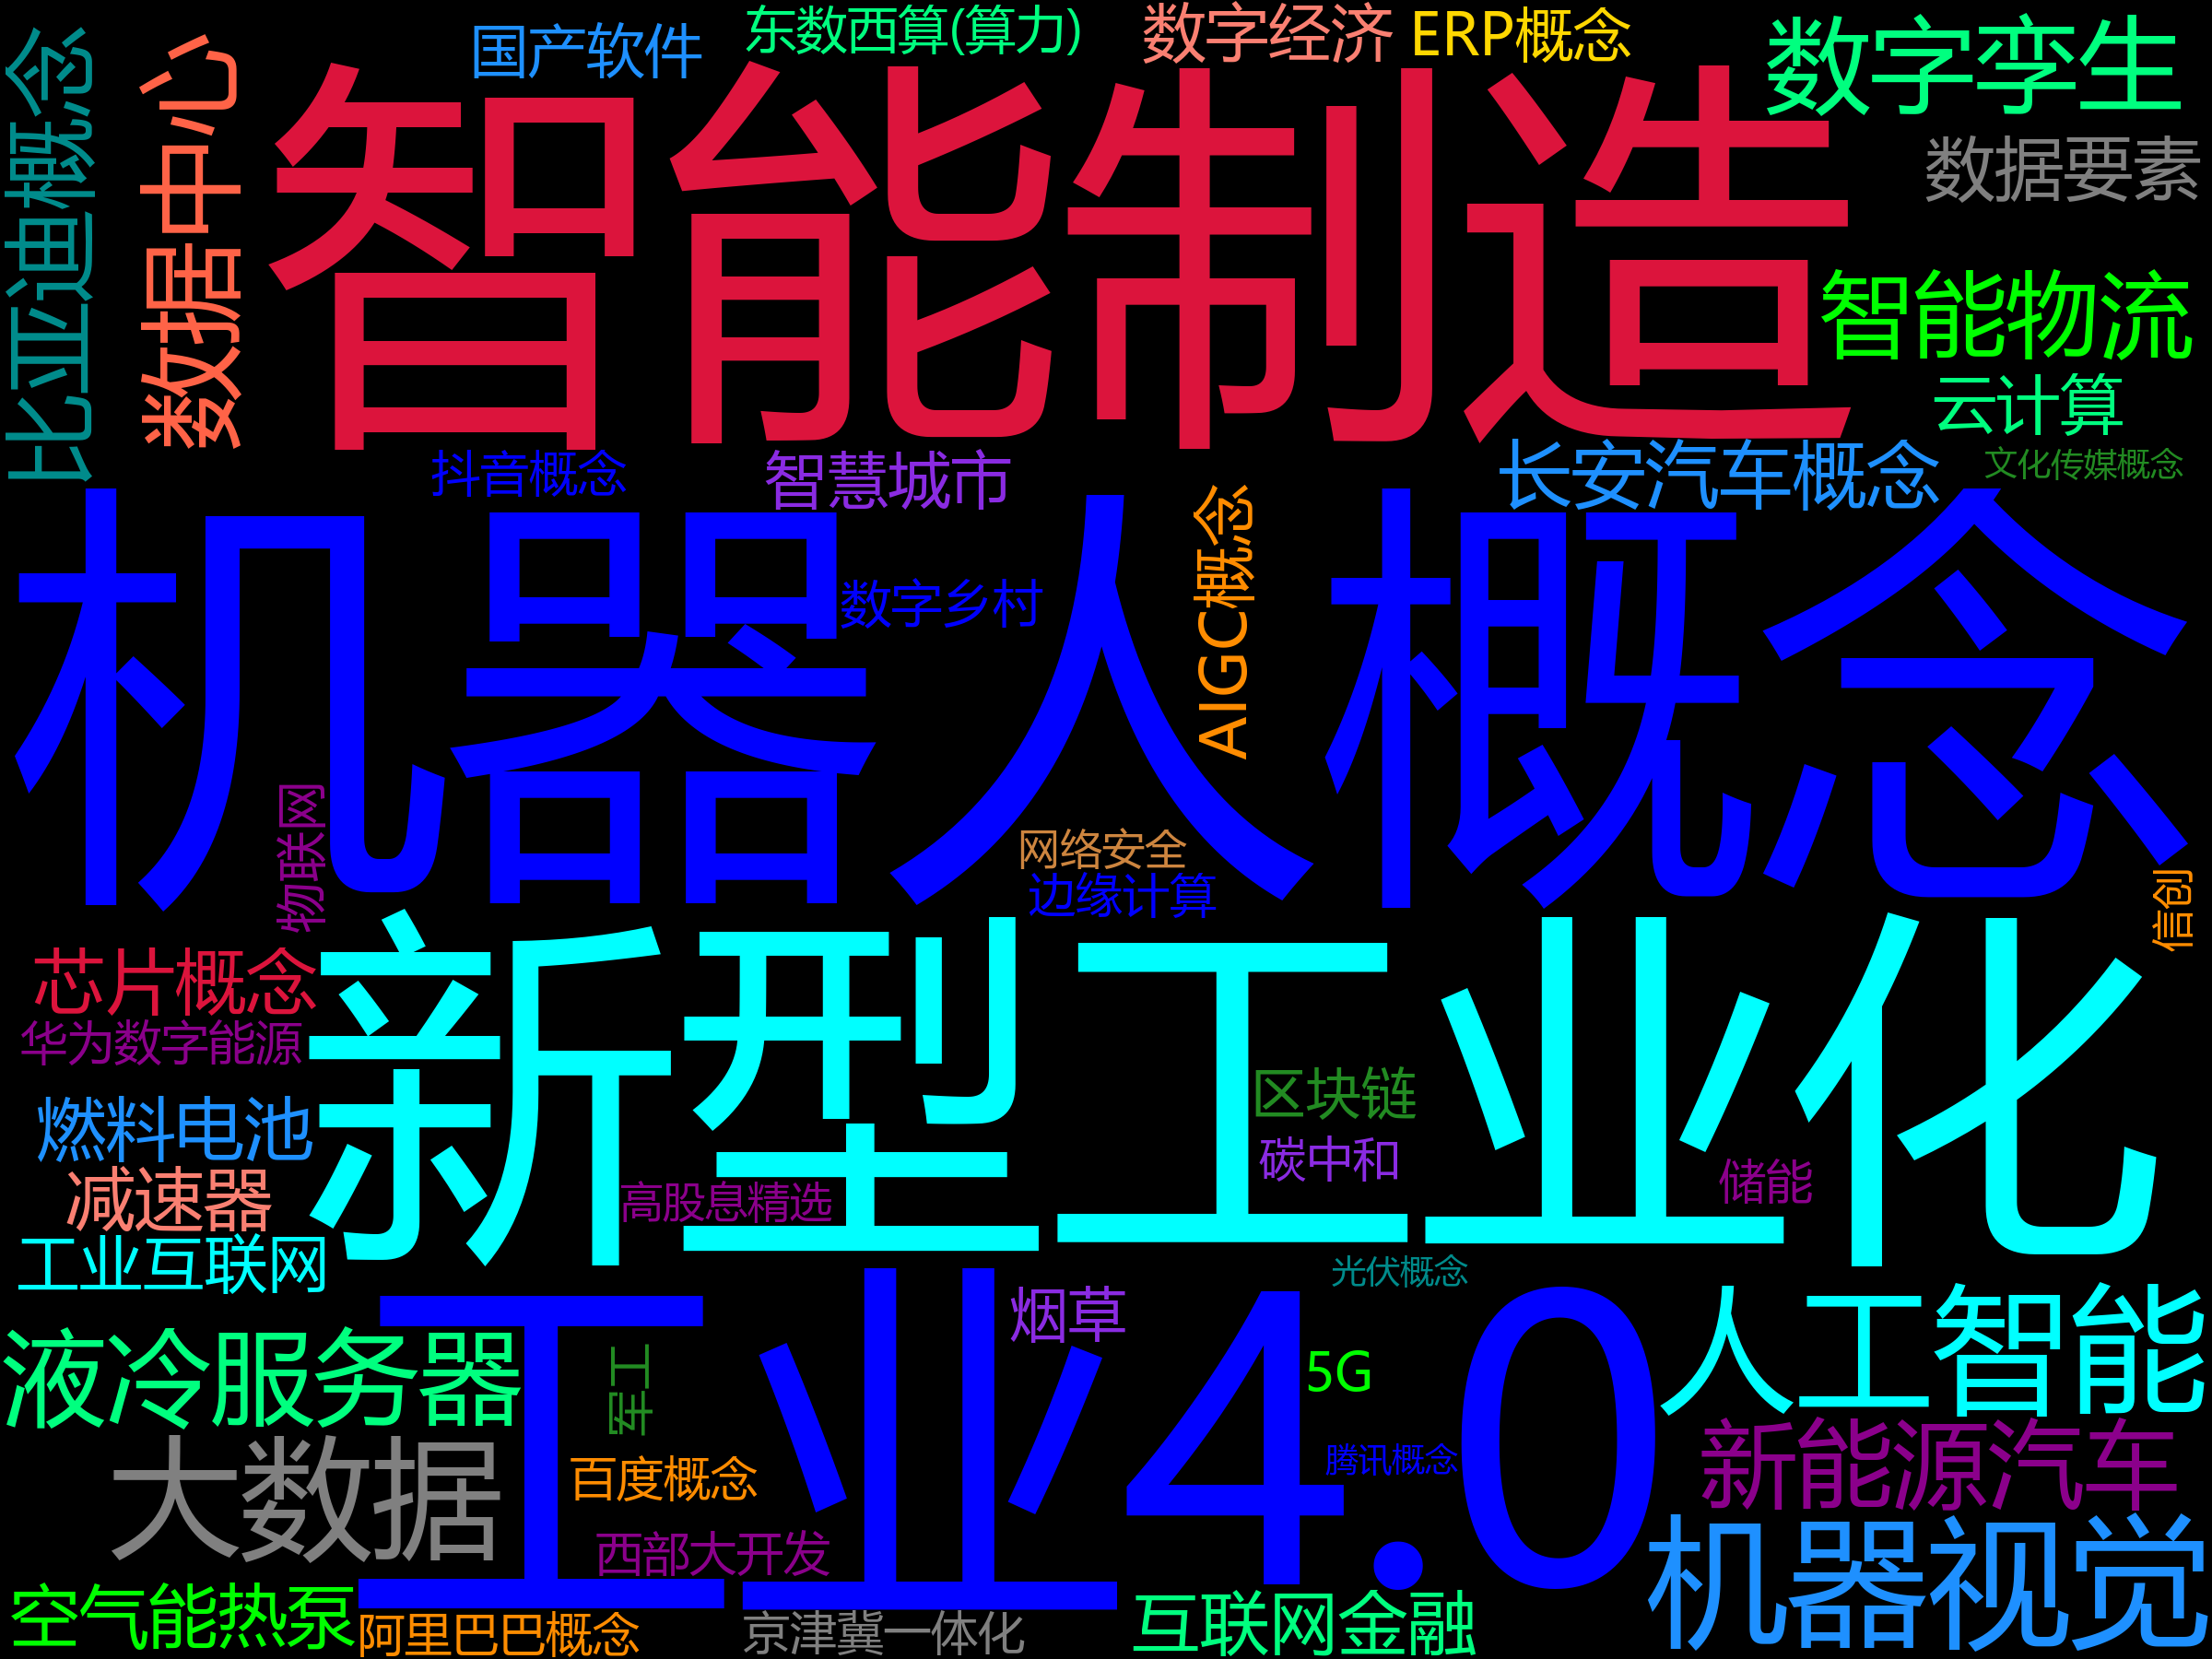 东数西算(算力)
数字经济
ERP概念
国产软件
数字孪生
比亚迪概念
数据中心
智能制造
数据要素
智能物流
云计算
抖音概念
智慧城市
长安汽车概念
文化传媒概念
机器人概念
数字乡村
AIGC概念
物联网
网络安全
边缘计算
信创
芯片概念
华为数字能源
新型工业化
区块链
燃料电池
碳中和
储能
减速器
高股息精选
工业互联网
光伏概念
烟草
工业4.0
人工智能
液冷服务器
军工
5G
大数据
百度概念
腾讯概念
新能源汽车
西部大开发
机器视觉
空气能热泵
阿里巴巴概念
京津冀一体化
互联网金融